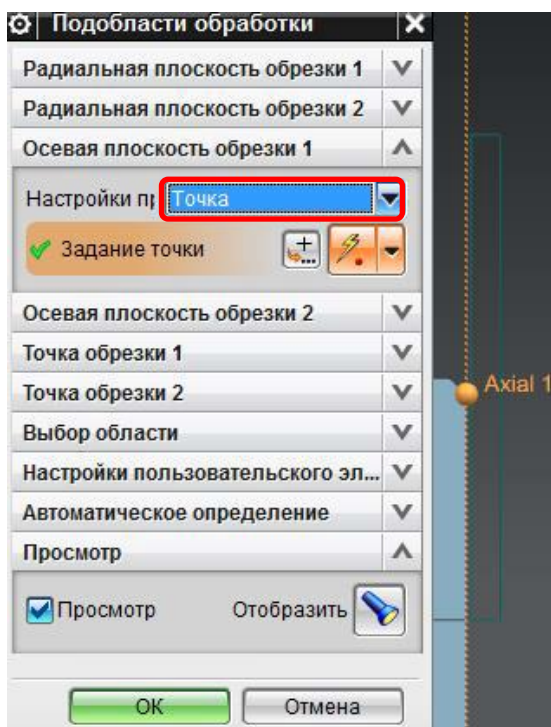 Подобласти обработки
Радиальная плоскость обрезки 1
Радиальная плоскость обрезки 2
Осевая плоскость обрезки 1
Настройки пр Точка
Задание точки
Осевая плоскость обрезки 2
Точка обрезки 1
Точка обрезки 2
Axial 1
Выбор области
Настройки пользовательского эл...
Автоматическое определение
Просмотр
Просмотр Отобразить
ОК Отмена